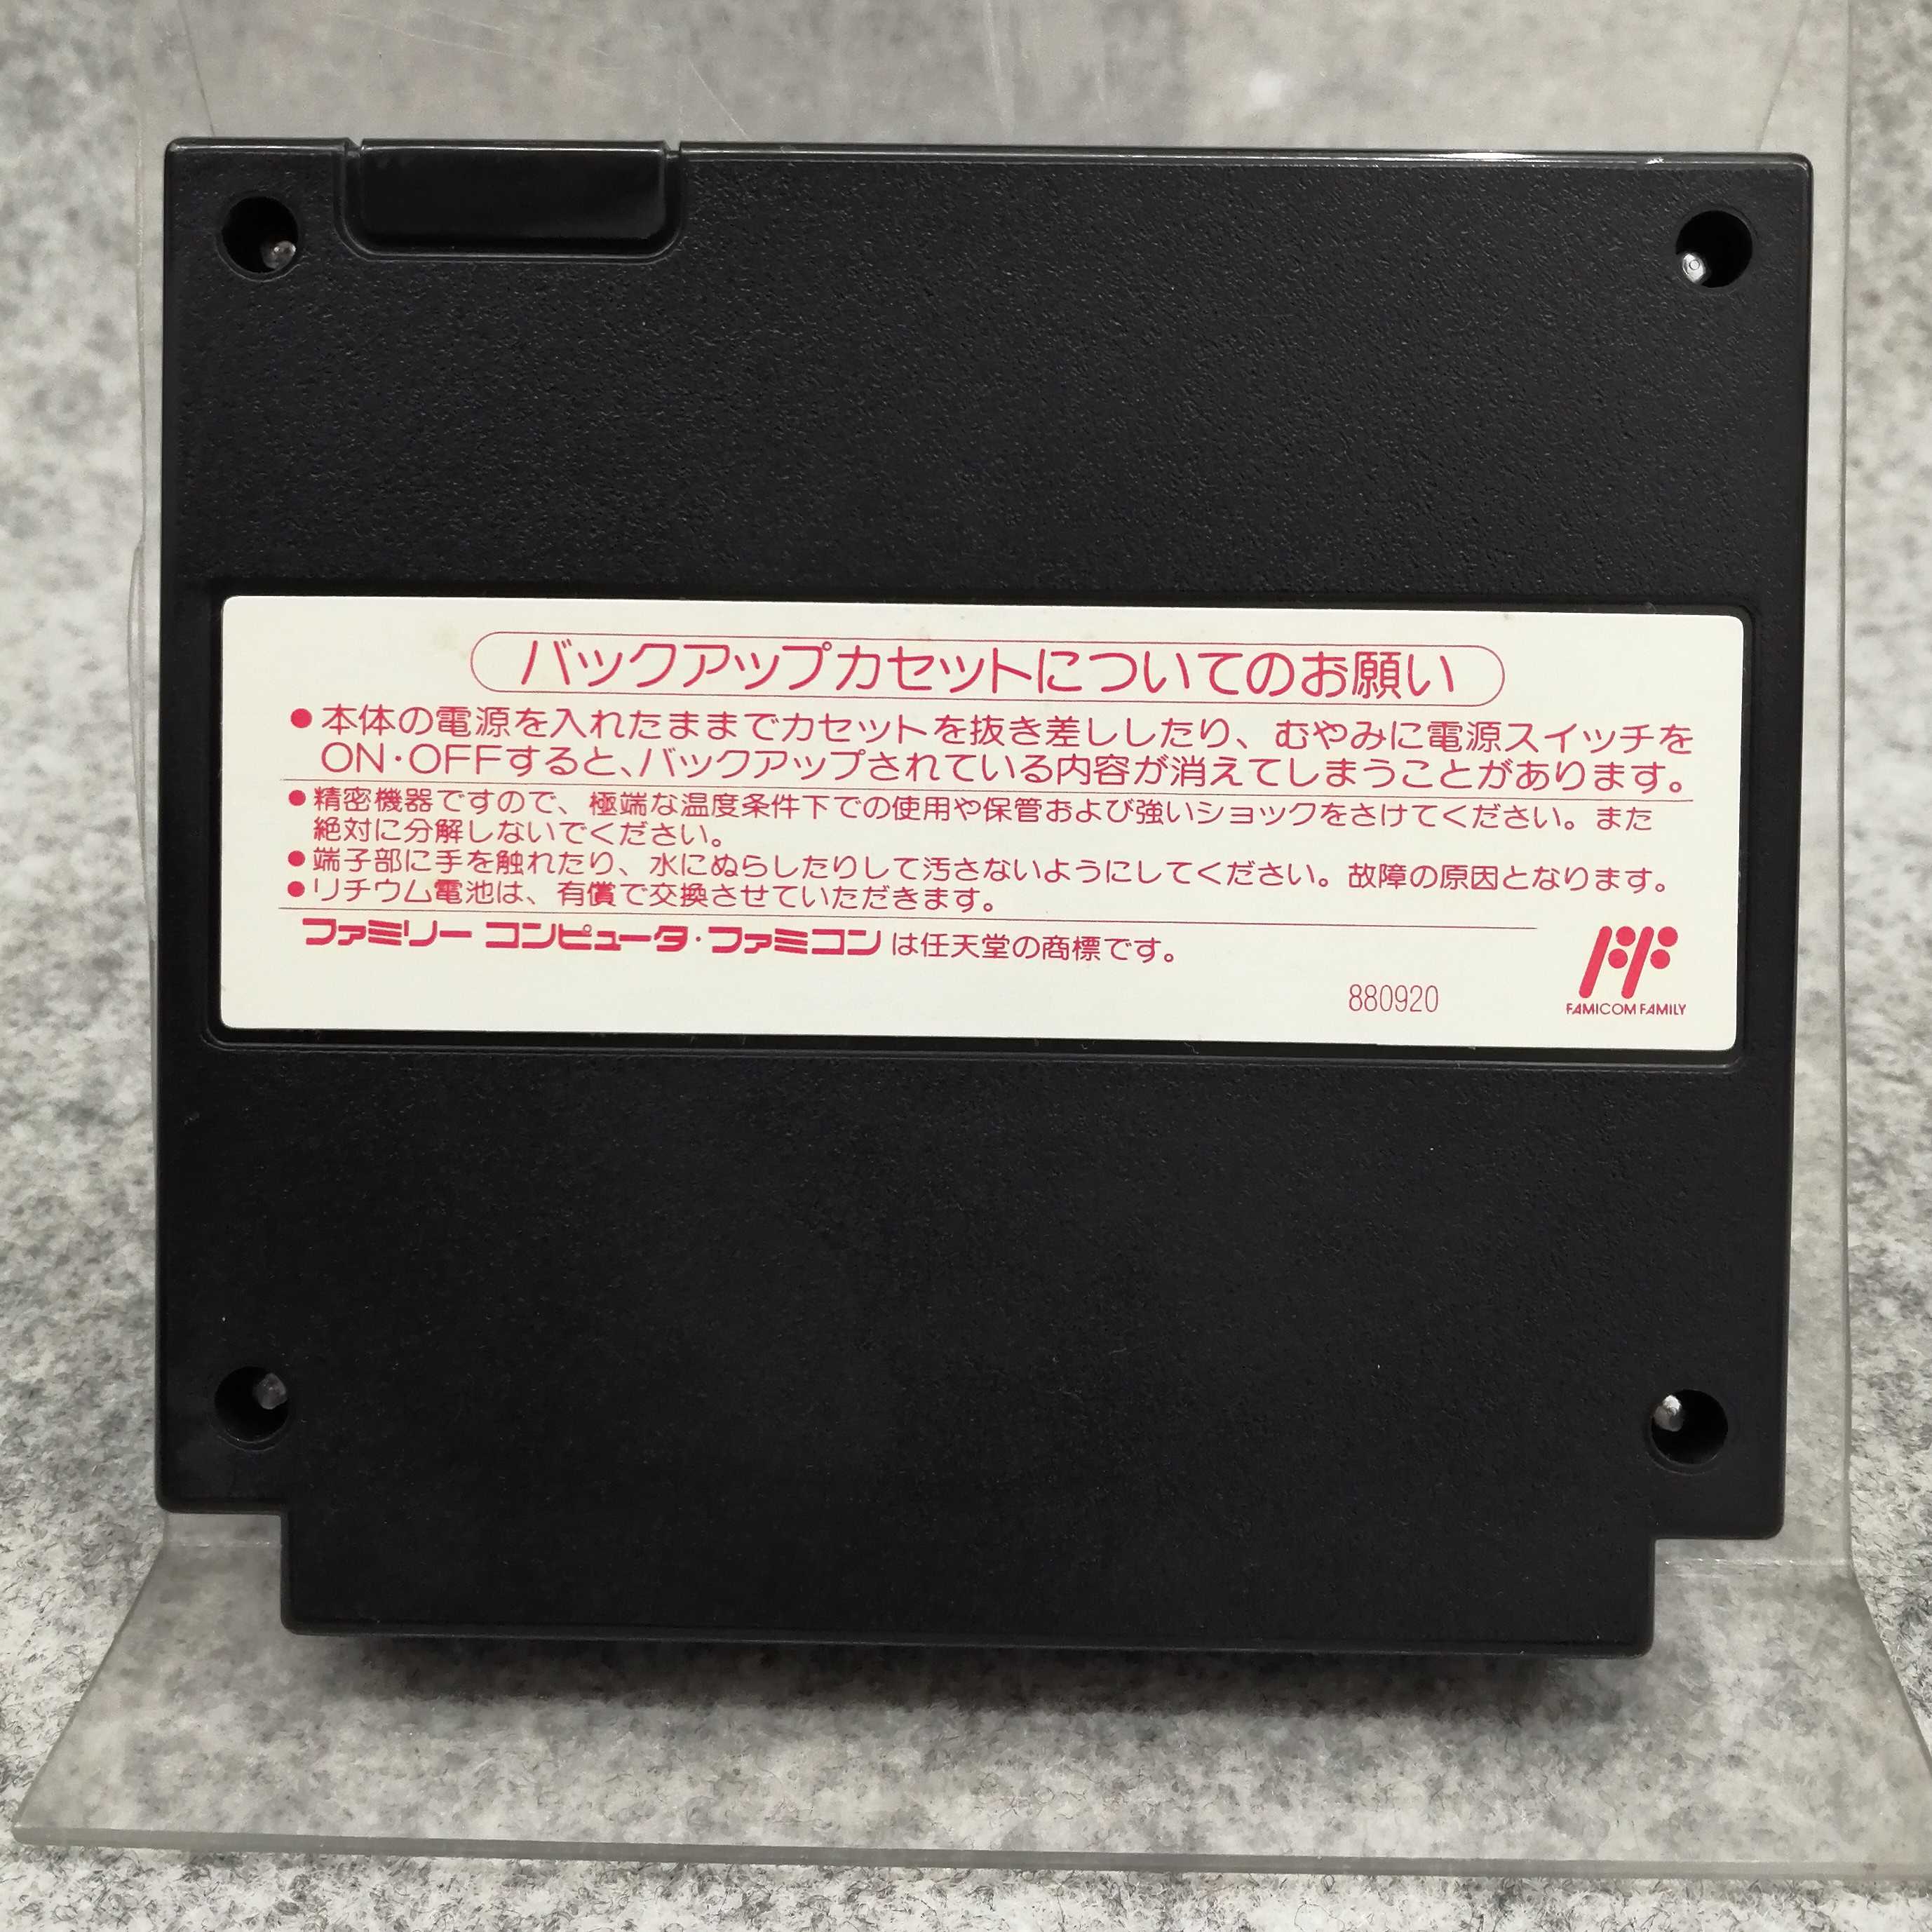 バックアップカセットについてのお願い
●本体の電源を入れたままでカセットを抜き差ししたり、むやみに電源スイッチを
ON・OFFすると、バックアップされている内容が消えてしまうことがあります。
●精密機器ですので、極端な温度条件下での使用や保管および強いショックをさけてください。また
絶対に分解しないでください。
●端子部に手を触れたり、水にぬらしたりして汚さないようにしてください。故障の原因となります。
●リチウム電池は、有償で交換させていただきます。
ファミリー コンピュータ・ファミコンは任天堂の商標です。
880920
FAMICOM FAMILY